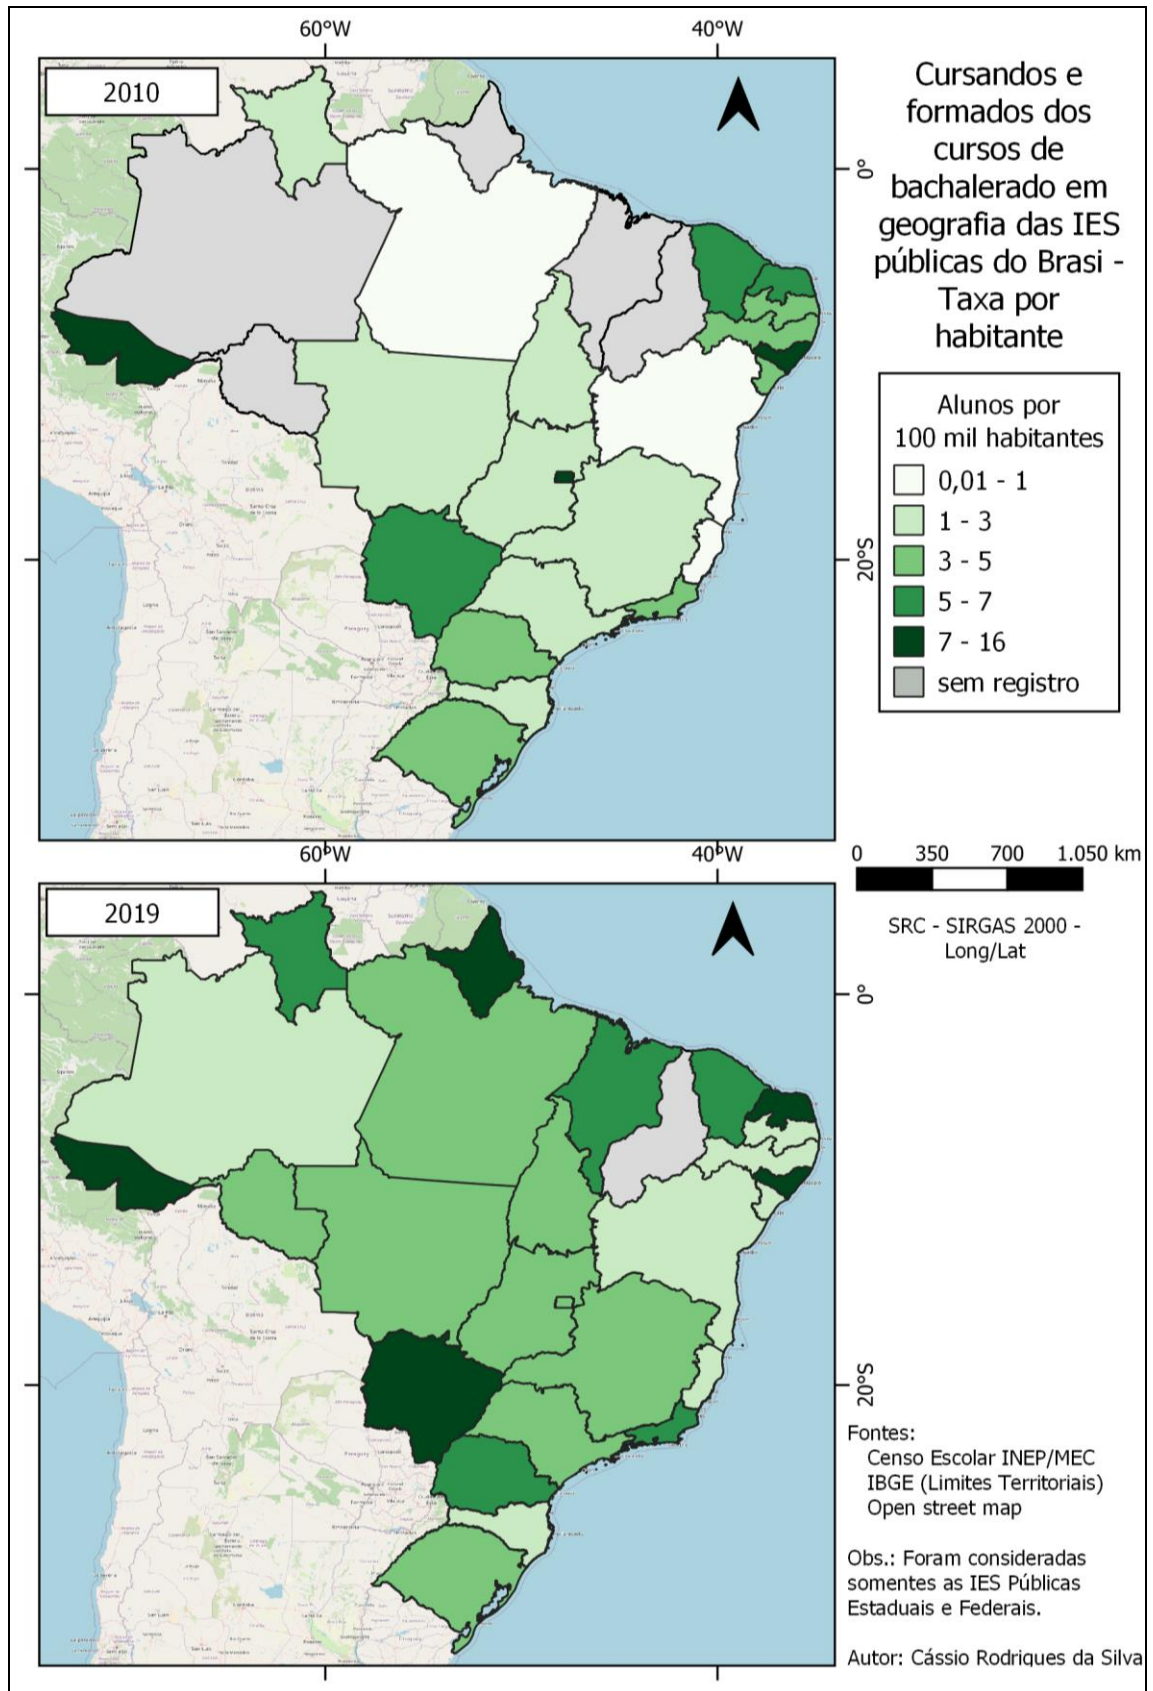 60°W
40°W
2010
0°
20°S
Cursandos e
formados dos
cursos de
bachalerado em
geografia das IES
públicas do Brasi -
Taxa por
habitante
Alunos por
100 mil habitantes
0,01 - 1
1 - 3
3 - 5
5 - 7
7 - 16
sem registro
60°W
40°W
0 350 700 1.050 km
SRC - SIRGAS 2000 -
Long/Lat
2019
0°
20°S
Fontes:
Censo Escolar INEP/MEC
IBGE (Limites Territoriais)
Open street map
Obs.: Foram consideradas
somentes as IES Públicas
Estaduais e Federais.
Autor: Cássio Rodrigues da Silva